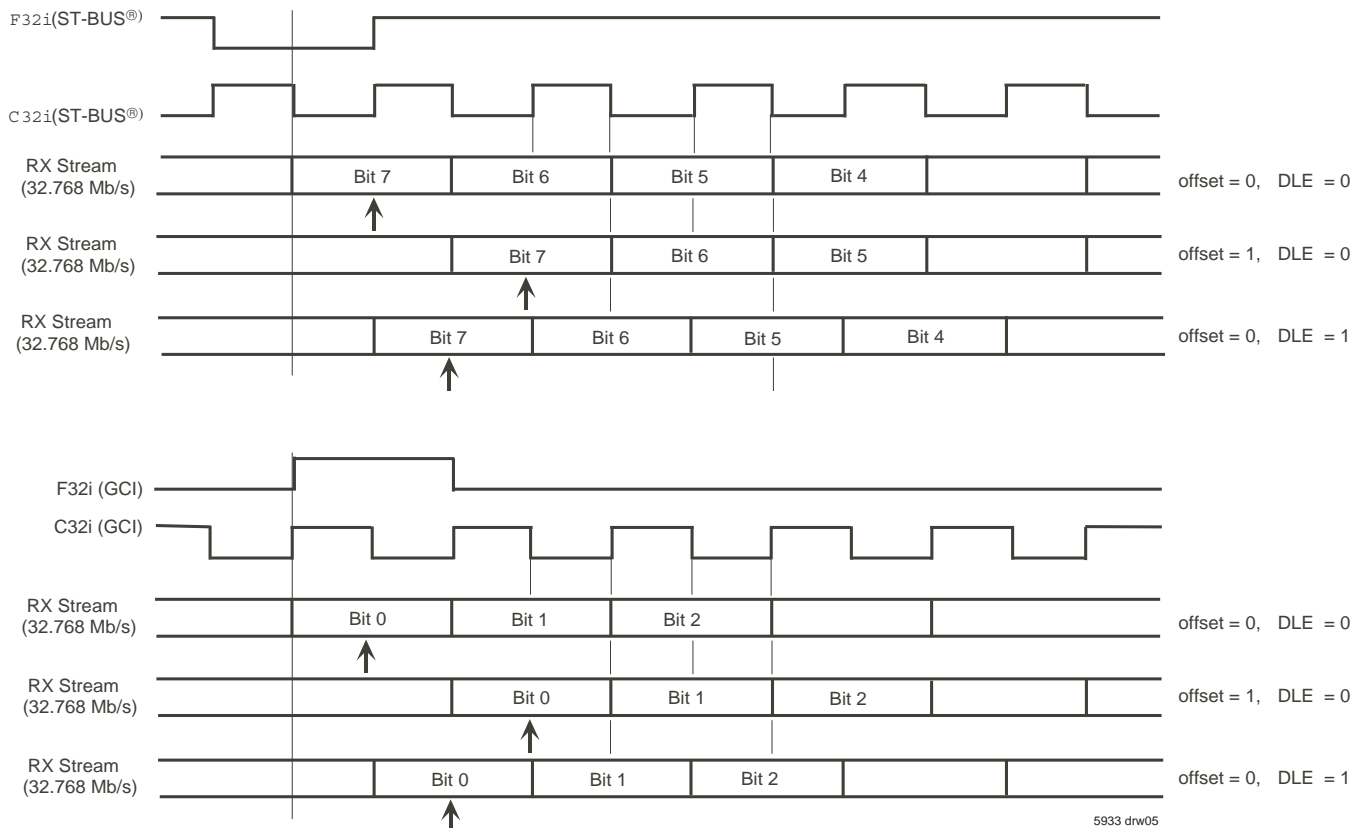 F32i(ST-BUS®)
C32i(ST-BUS®)
RX Stream
(32.768 Mb/s)
Bit 7 Bit 6 Bit 5 Bit 4
offset = 0, DLE = 0
RX Stream
(32.768 Mb/s)
Bit 7 Bit 6 Bit 5
offset = 1, DLE = 0
RX Stream
(32.768 Mb/s)
Bit 7 Bit 6 Bit 5 Bit 4
offset = 0, DLE = 1
F32i (GCI)
C32i (GCI)
RX Stream
(32.768 Mb/s)
Bit 0 Bit 1 Bit 2
offset = 0, DLE = 0
RX Stream
(32.768 Mb/s)
Bit 0 Bit 1 Bit 2
offset = 1, DLE = 0
RX Stream
(32.768 Mb/s)
Bit 0 Bit 1 Bit 2
offset = 0, DLE = 1
5933 drw05